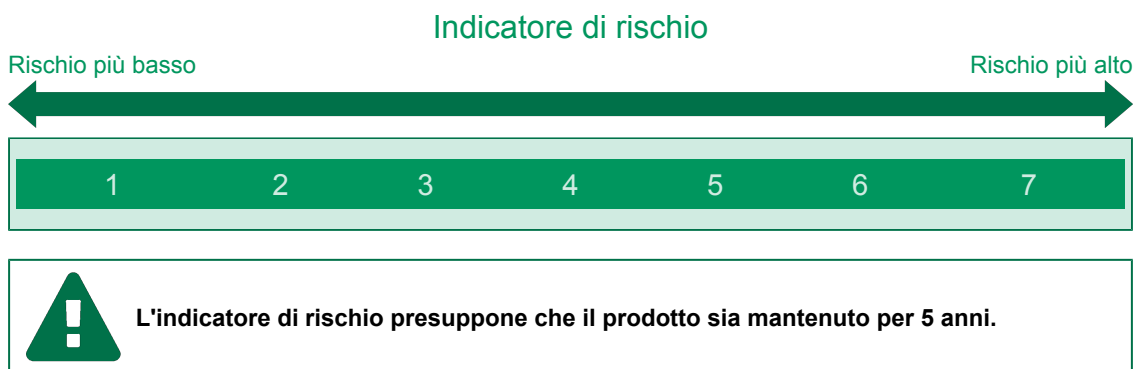 Indicatore di rischio
Rischio più basso Rischio più alto
1 2 3 4 5 6 7
L'indicatore di rischio presuppone che il prodotto sia mantenuto per 5 anni.